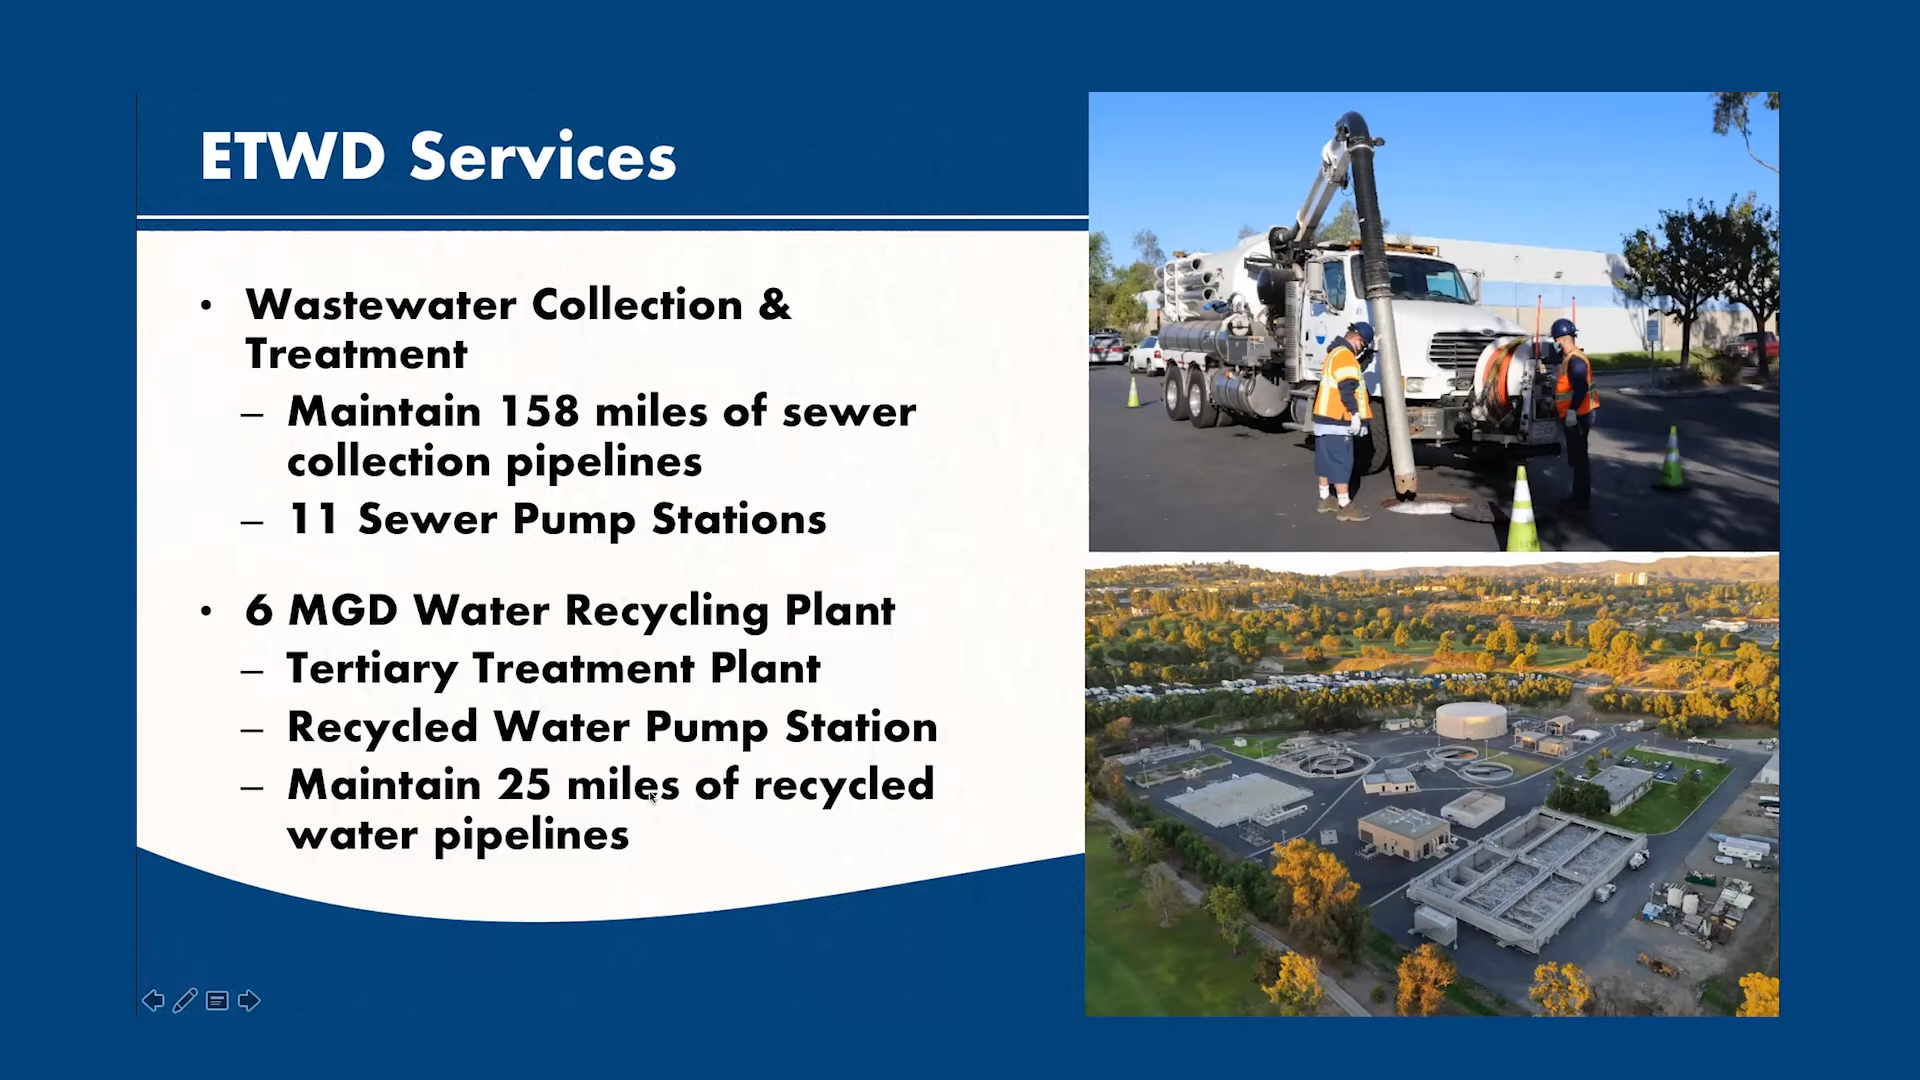 ETWD Services
• Wastewater Collection &
Treatment
– Maintain 158 miles of sewer
collection pipelines
– 11 Sewer Pump Stations
• 6 MGD Water Recycling Plant
– Tertiary Treatment Plant
– Recycled Water Pump Station
– Maintain 25 miles of recycled
water pipelines